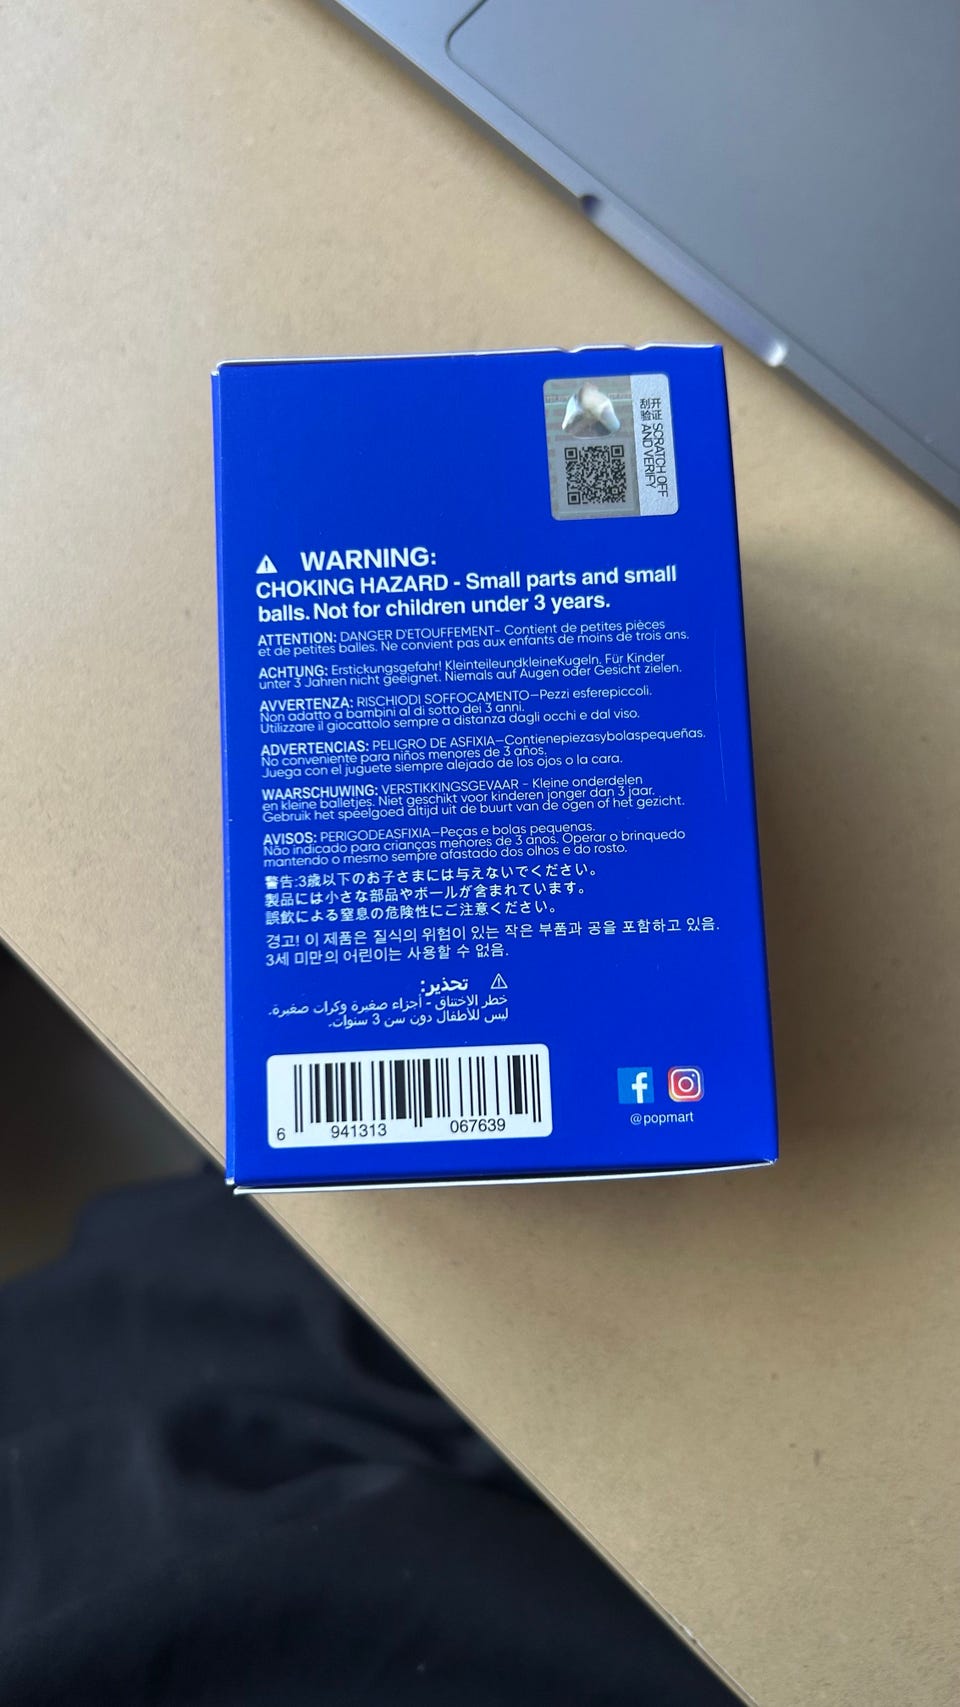 刮开
验证
SCRATCH OFF
AND VERIFY
WARNING:
CHOKING HAZARD - Small parts and small
balls. Not for children under 3 years.
ATTENTION: DANGER D'ETOUFFEMENT- Contient de petites pièces
et de petites balles. Ne convient pas aux enfants de moins de trois ans.
ACHTUNG: Erstickungsgefahr! KleinteileundkleineKugeln. Für Kinder
unter 3 Jahren nicht geeignet. Niemals auf Augen oder Gesicht zielen.
AVVERTENZA: RISCHIODI SOFFOCAMENTO—Pezzi esferepiccoli.
Non adatto a bambini al di sotto dei 3 anni.
Utilizzare il giocattolo sempre a distanza dagli occhi e dal viso.
ADVERTENCIAS: PELIGRO DE ASFIXIA—Contienepiezasybolaspequeñas.
No conveniente para niños menores de 3 años.
Juega con el juguete siempre alejado de los ojos o la cara.
WAARSCHUWING: VERSTIKKINGSGEVAAR - Kleine onderdelen
en kleine balletjes. Niet geschikt voor kinderen jonger dan 3 jaar.
Gebruik het speelgoed altijd uit de buurt van de ogen of het gezicht.
AVISOS: PERIGODEASFIXIA—Peças e bolas pequenas.
Não indicado para crianças menores de 3 anos. Operar o brinquedo
mantendo o mesmo sempre afastado dos olhos e do rosto.
警告:3歳以下のお子さまには与えないでください。
製品には小さな部品やボールが含まれています。
誤飲による窒息の危険性にご注意ください。
경고! 이 제품은 질식의 위험이 있는 작은 부품과 공을 포함하고 있음.
3세 미만의 어린이는 사용할 수 없음.
تحذير:
خطر الاختناق - أجزاء صغيرة وكرات صغيرة.
ليس للأطفال دون سن 3 سنوات.
6 941313 067639
@popmart